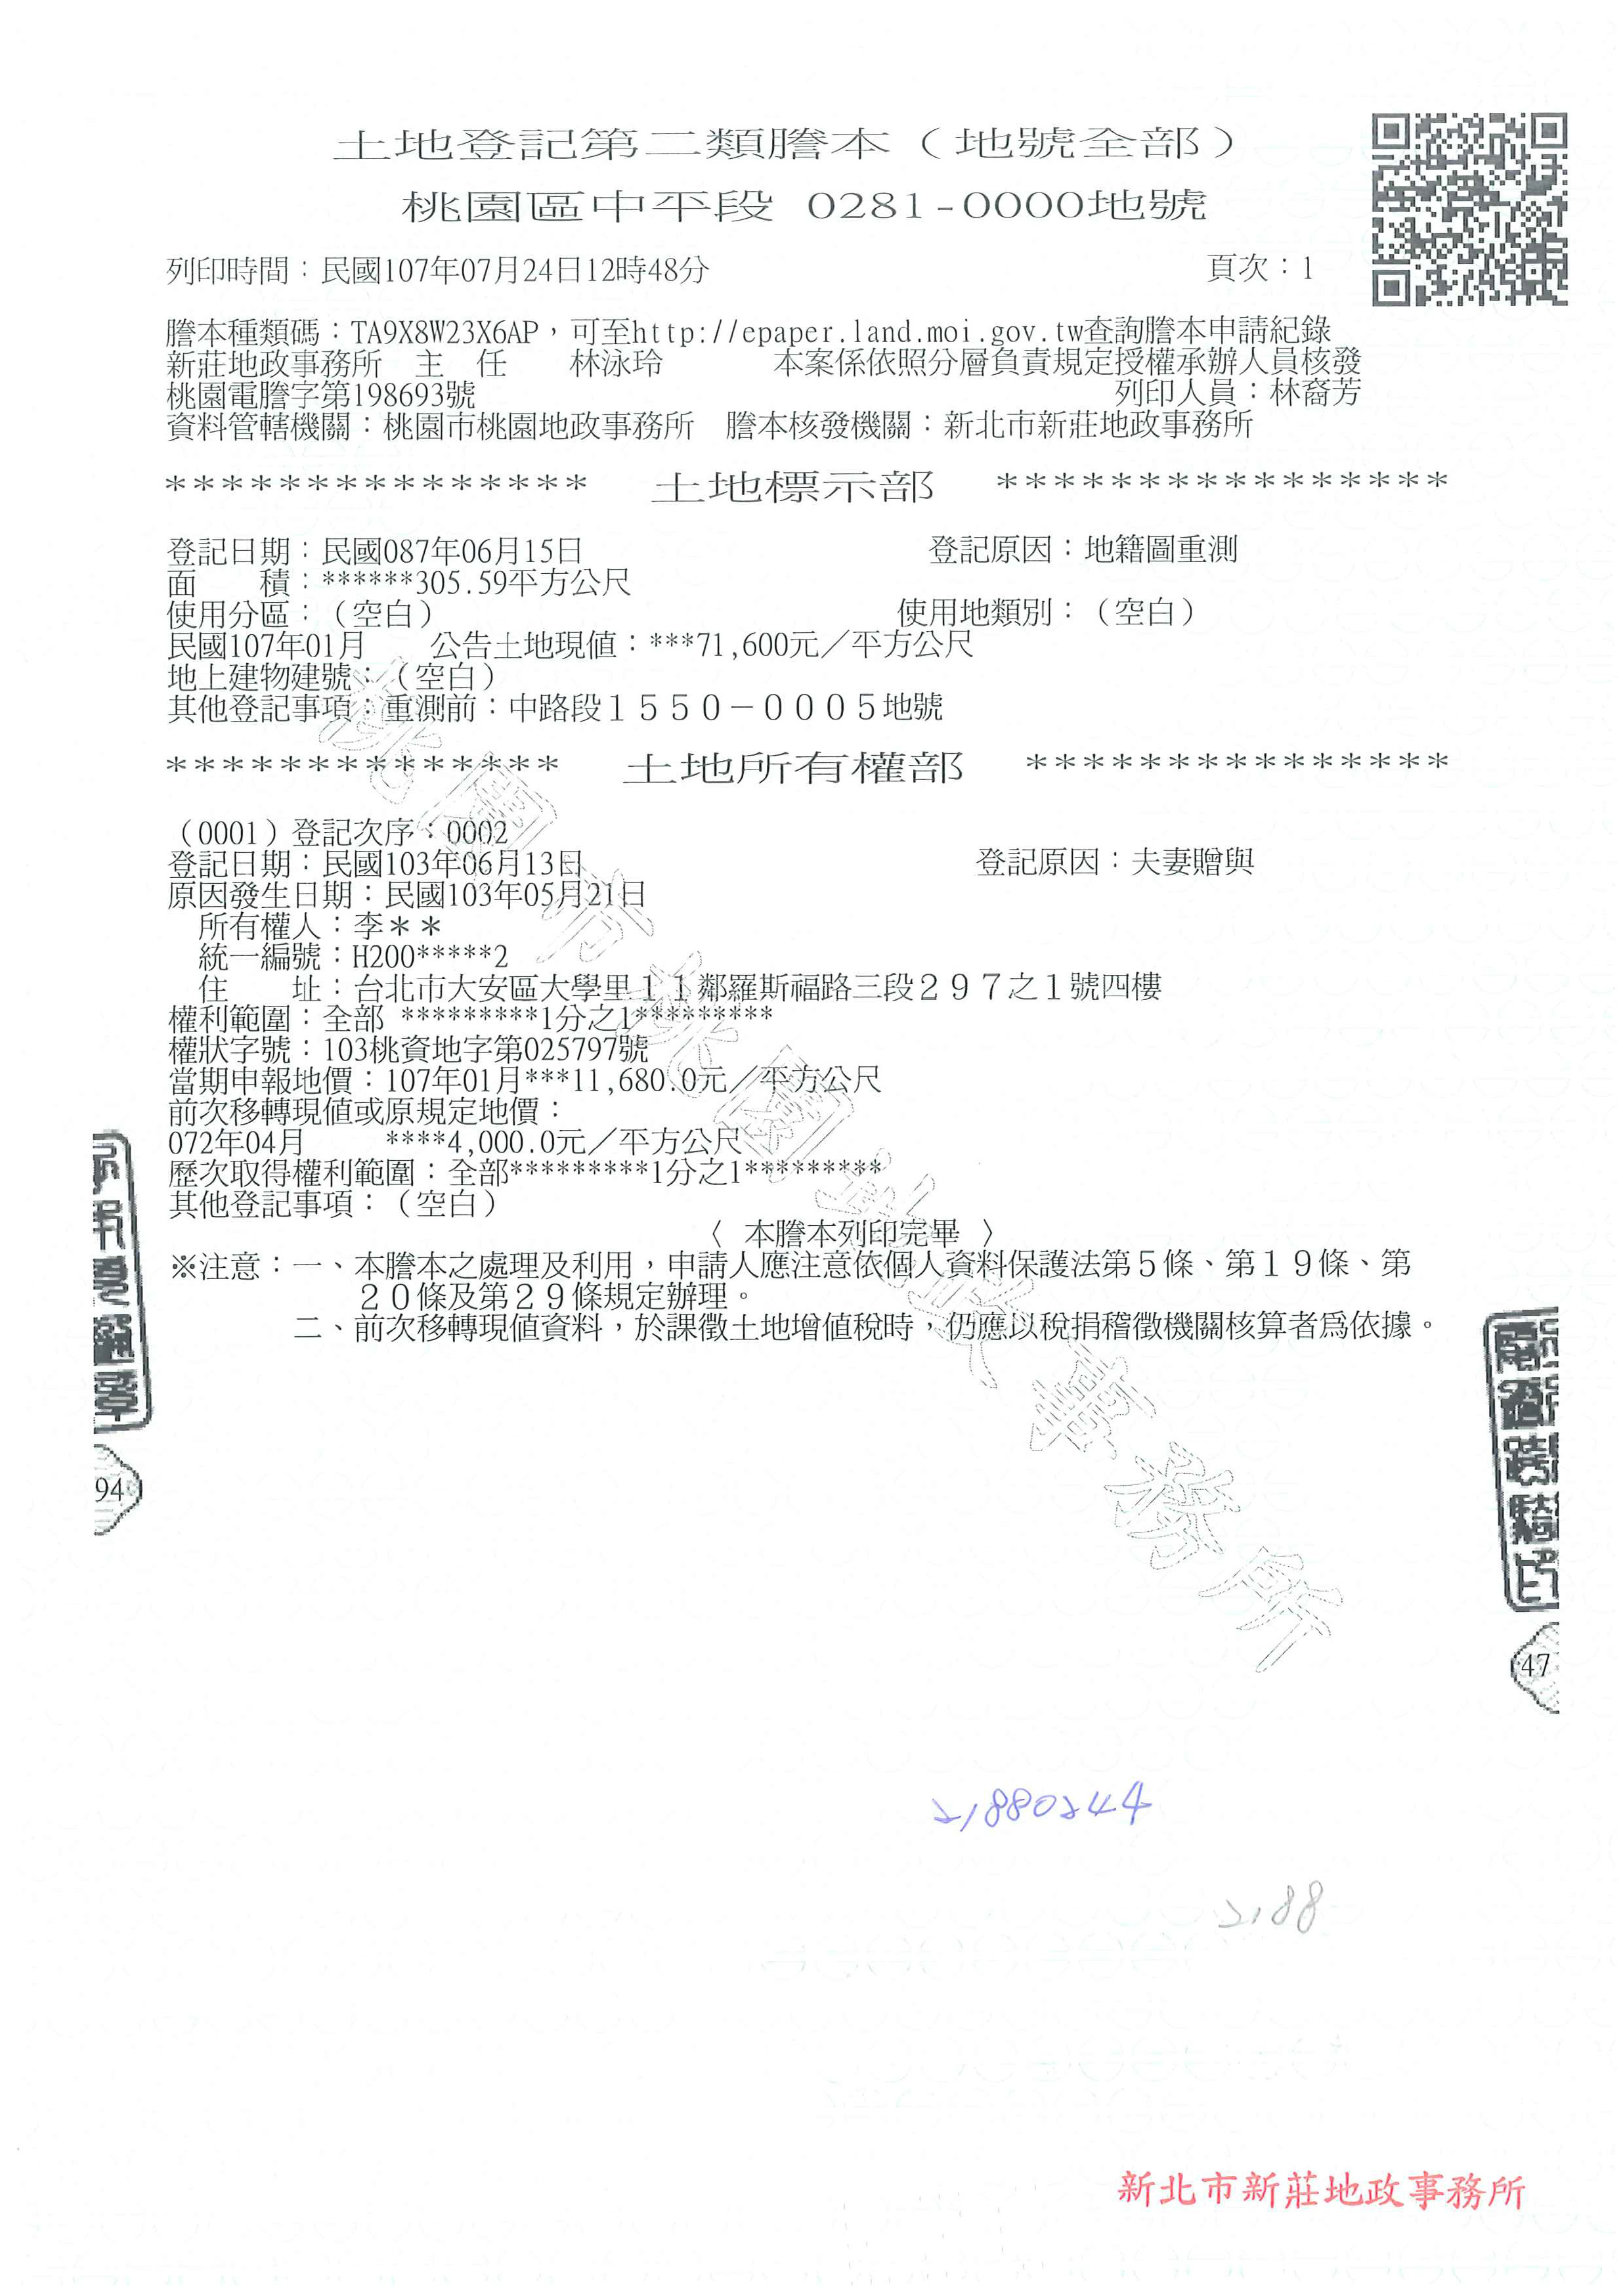 土地登記第二類謄本（地號全部）
桃園區中平段 0281-0000地號
列印時間：民國107年07月24日12時48分 頁次：1
謄本種類碼：TA9X8W23X6AP，可至http://epaper.land.moi.gov.tw查詢謄本申請紀錄
新莊地政事務所 主 任 林泳玲 本案係依照分層負責規定授權承辦人員核發
桃園電謄字第198693號 列印人員：林裔芳
資料管轄機關：桃園市桃園地政事務所 謄本核發機關：新北市新莊地政事務所
*************** 土地標示部 ****************
登記日期：民國087年06月15日 登記原因：地籍圖重測
面 積：******305.59平方公尺
使用分區：（空白） 使用地類別：（空白）
民國107年01月 公告土地現值：***71,600元／平方公尺
地上建物建號：（空白）
其他登記事項：重測前：中路段１５５０－０００５地號
************** 土地所有權部 ***************
（0001）登記次序：0002
登記日期：民國103年06月13日 登記原因：夫妻贈與
原因發生日期：民國103年05月21日
所有權人：李＊＊
統一編號：H200*****2
住 址：台北市大安區大學里１１鄰羅斯福路三段２９７之１號四樓
權利範圍：全部 *********1分之1*********
權狀字號：103桃資地字第025797號
當期申報地價：107年01月***11,680.0元／平方公尺
前次移轉現值或原規定地價：
072年04月 ****4,000.0元／平方公尺
歷次取得權利範圍：全部*********1分之1*********
其他登記事項：（空白）
〈 本謄本列印完畢 〉
※注意：一、本謄本之處理及利用，申請人應注意依個人資料保護法第５條、第１９條、第
２０條及第２９條規定辦理。
二、前次移轉現值資料，於課徵土地增值稅時，仍應以稅捐稽徵機關核算者為依據。
桃園市桃園地政事務所
94
電腦跨騎印
47
21880244
2188
新北市新莊地政事務所